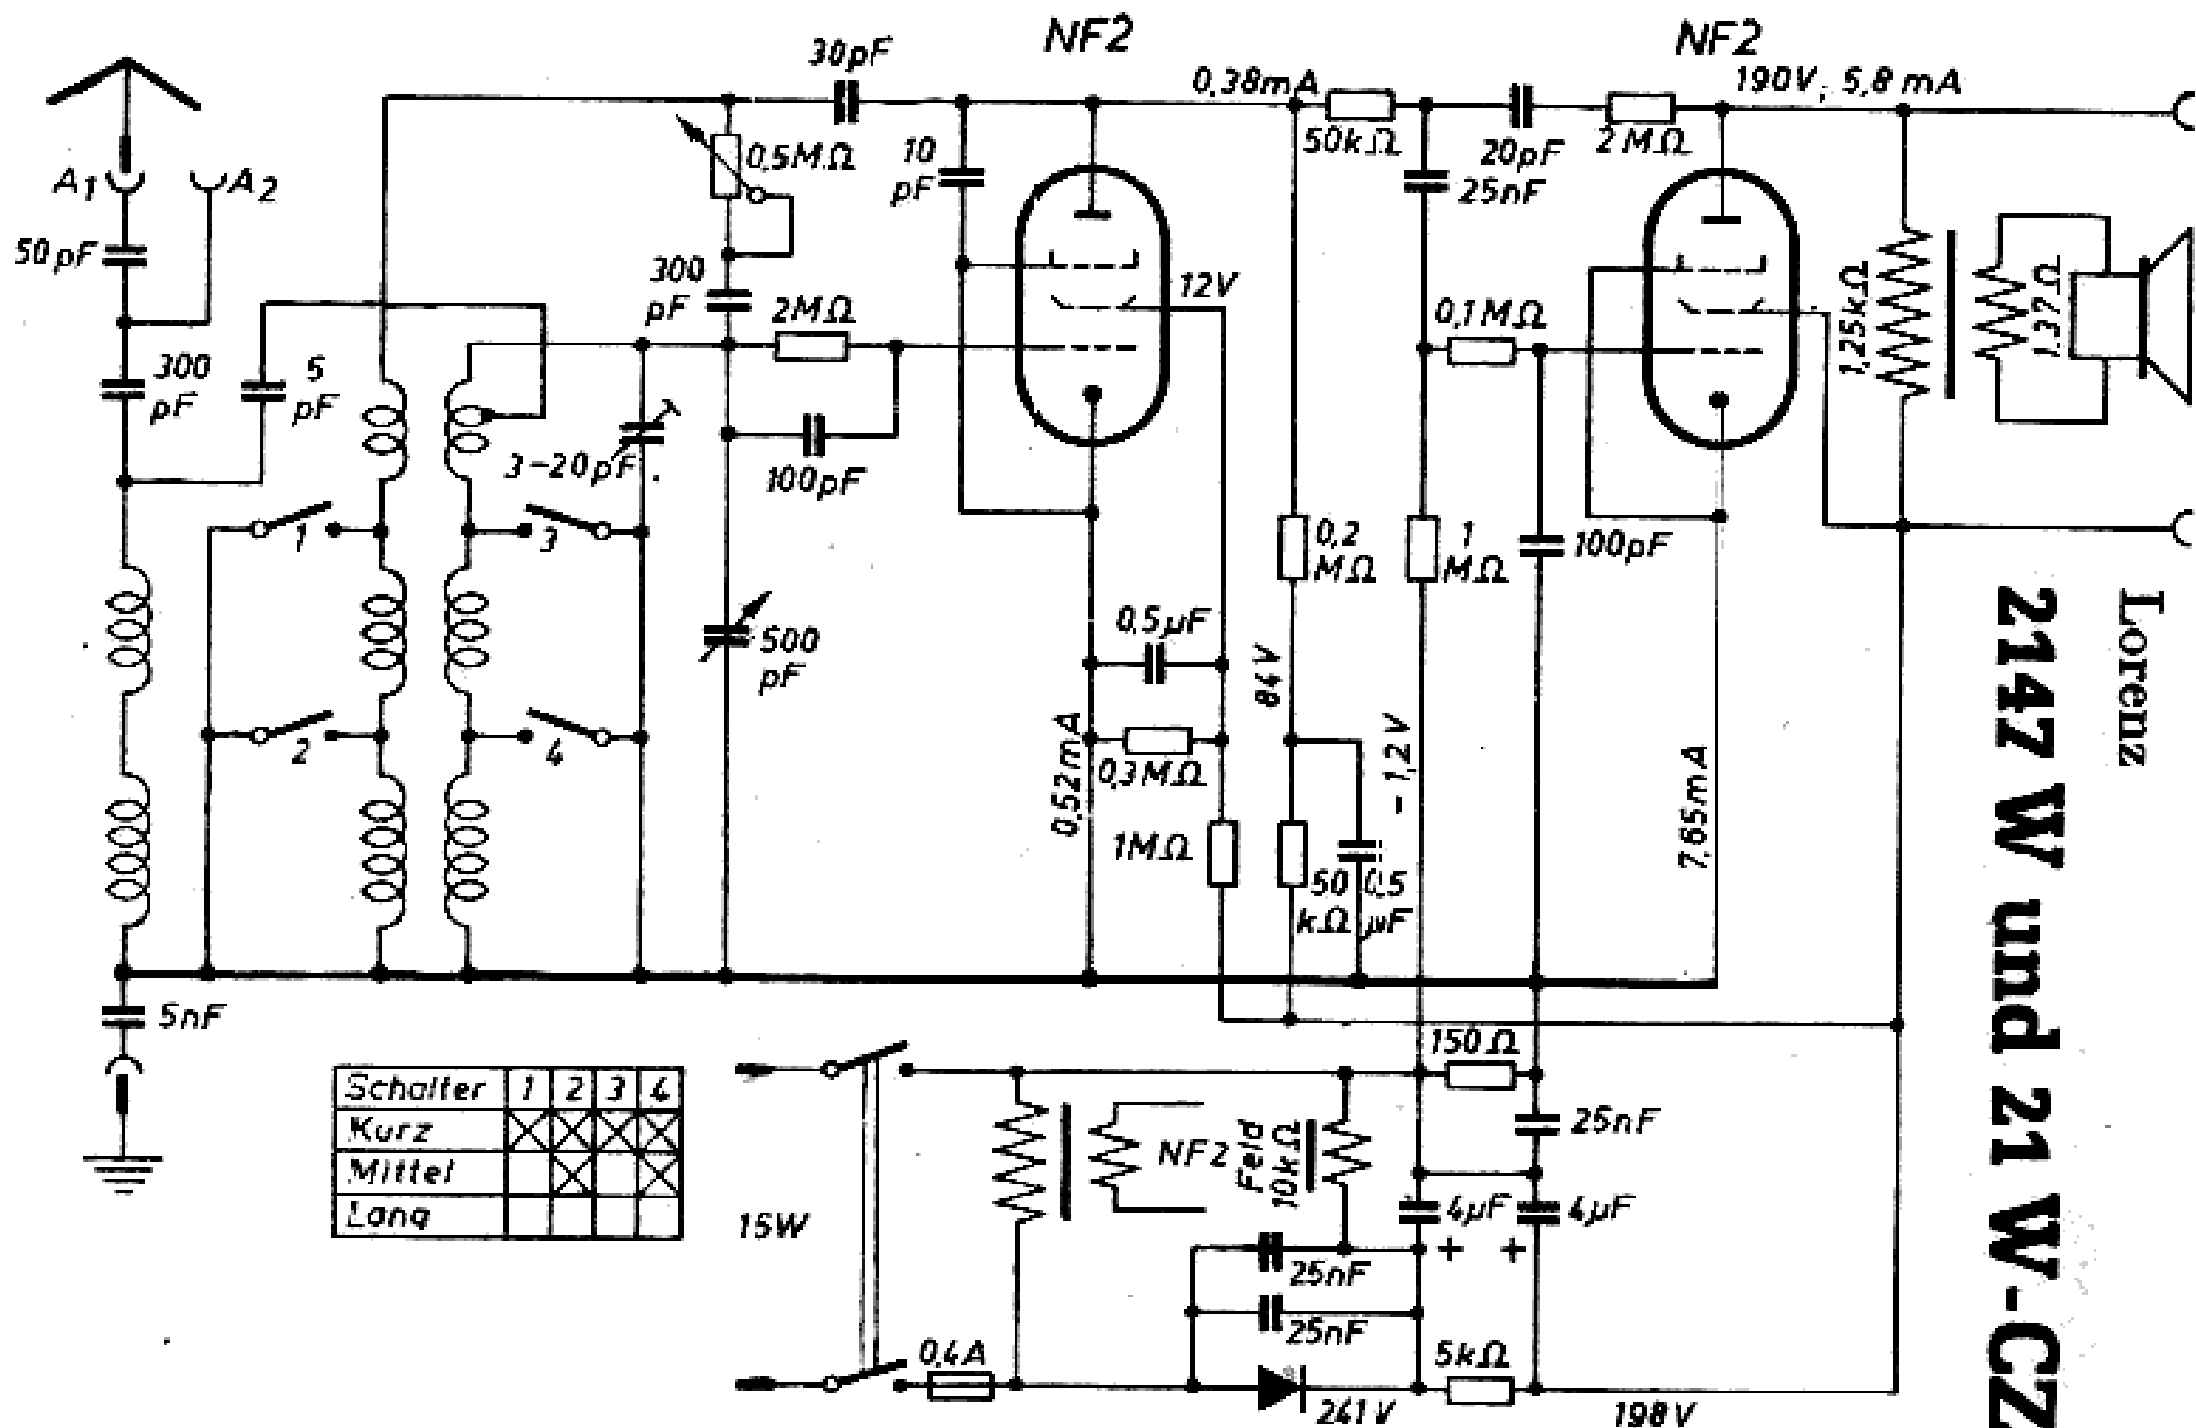 NF2
NF2
30pF
0,38mA
190V; 5,8 mA
A1
A2
0,5MΩ
10
pF
50kΩ
20pF
2MΩ
25nF
50pF
300
pF
2MΩ
12V
0,1MΩ
1,25kΩ
1,37Ω
300
pF
5
pF
3-20pF
100pF
1
3
0,2
MΩ
1
MΩ
100pF
500
pF
0,5µF
84V
-1,2V
2
4
0,52mA
0,3MΩ
1MΩ
50
kΩ
0,5
µF
7,65mA
5nF
150Ω
Schalter 1 2 3 4
Kurz
Mittel
Lang
NF2
Feld
10kΩ
25nF
15W
4µF
4µF
+ +
25nF
25nF
0,4A
5kΩ
241V
198V
Lorenz
2147 W und 21 W-CZ